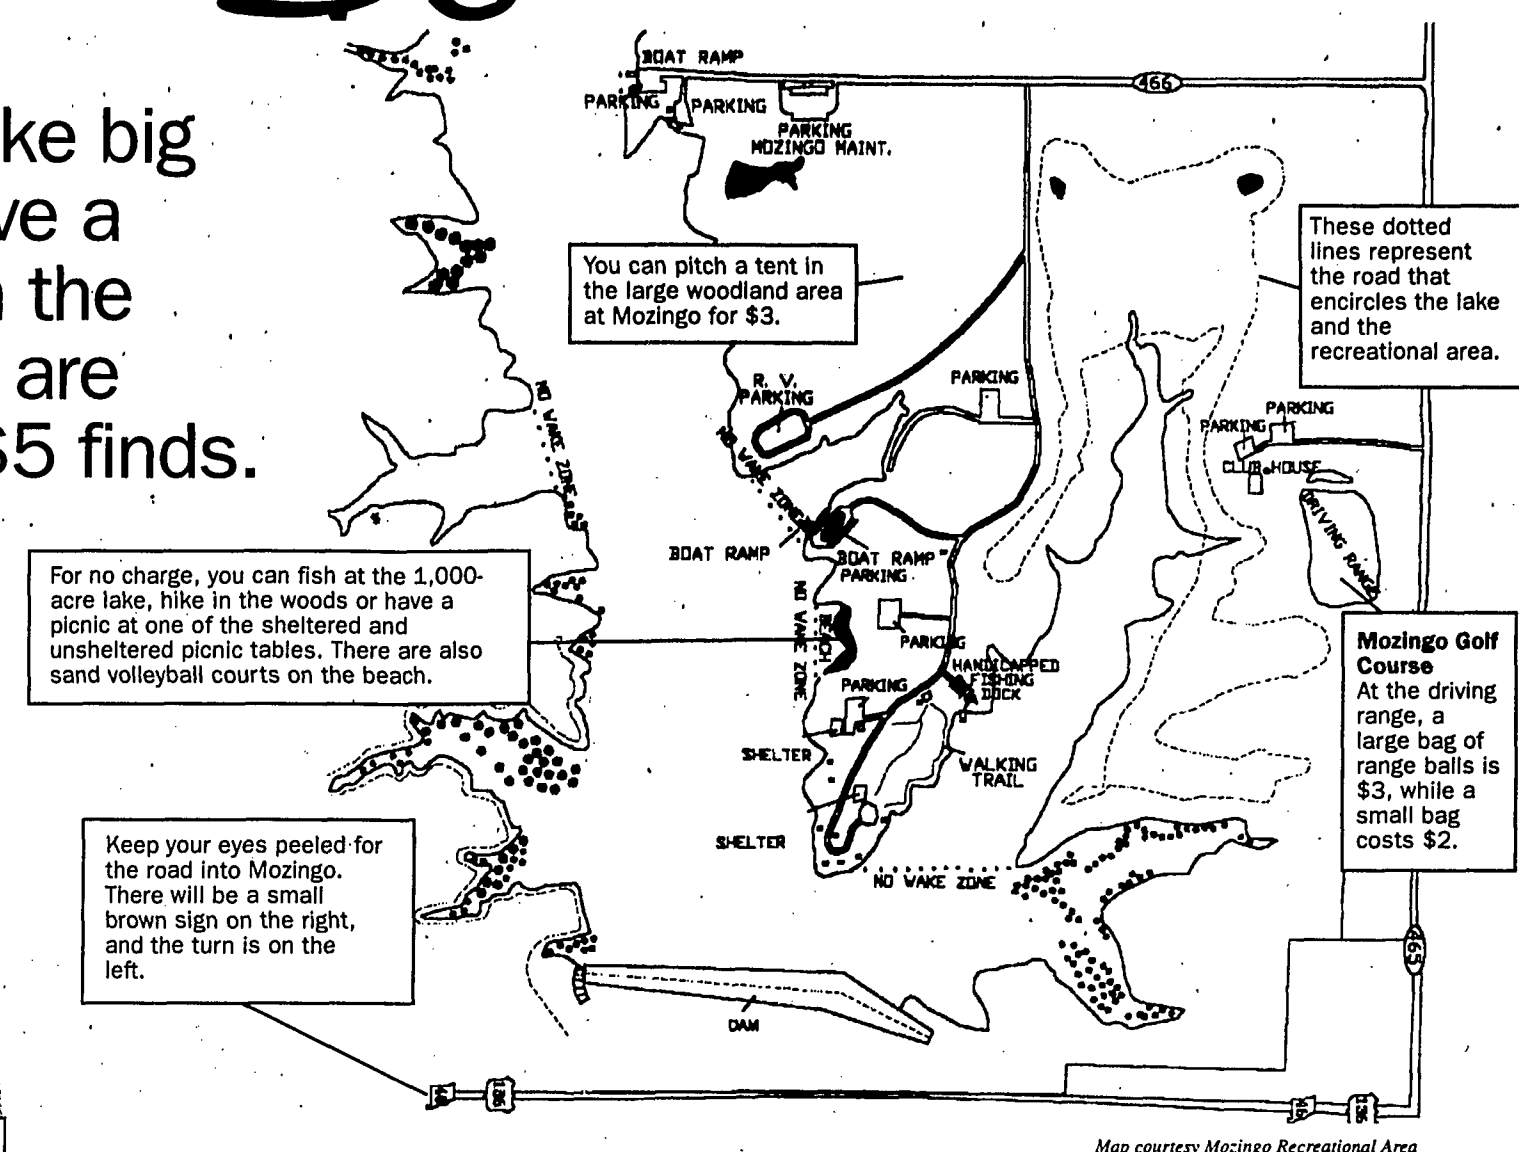 ke big
ve a
the
are
$5 finds.
BOAT RAMP
466
PARKING
PARKING
PARKING
MOZINGO MAINT.
These dotted
lines represent
the road that
encircles the lake
and the
recreational area.
You can pitch a tent in
the large woodland area
at Mozingo for $3.
NO WAKE ZONE
R. V.
PARKING
PARKING
PARKING
PARKING
CLUB HOUSE
NO WAKE ZONE
DRIVING RANGE
BOAT RAMP
BOAT RAMP
PARKING
For no charge, you can fish at the 1,000-
acre lake, hike in the woods or have a
picnic at one of the sheltered and
unsheltered picnic tables. There are also
sand volleyball courts on the beach.
NO WAKE ZONE
BEACH
PARKING
HANDICAPPED
FISHING
DOCK
PARKING
SHELTER
WALKING
TRAIL
SHELTER
NO WAKE ZONE
Mozingo Golf
Course
At the driving
range, a
large bag of
range balls is
$3, while a
small bag
costs $2.
Keep your eyes peeled for
the road into Mozingo.
There will be a small
brown sign on the right,
and the turn is on the
left.
465
DAM
136
46
136
Map courtesy Mozingo Recreational Area